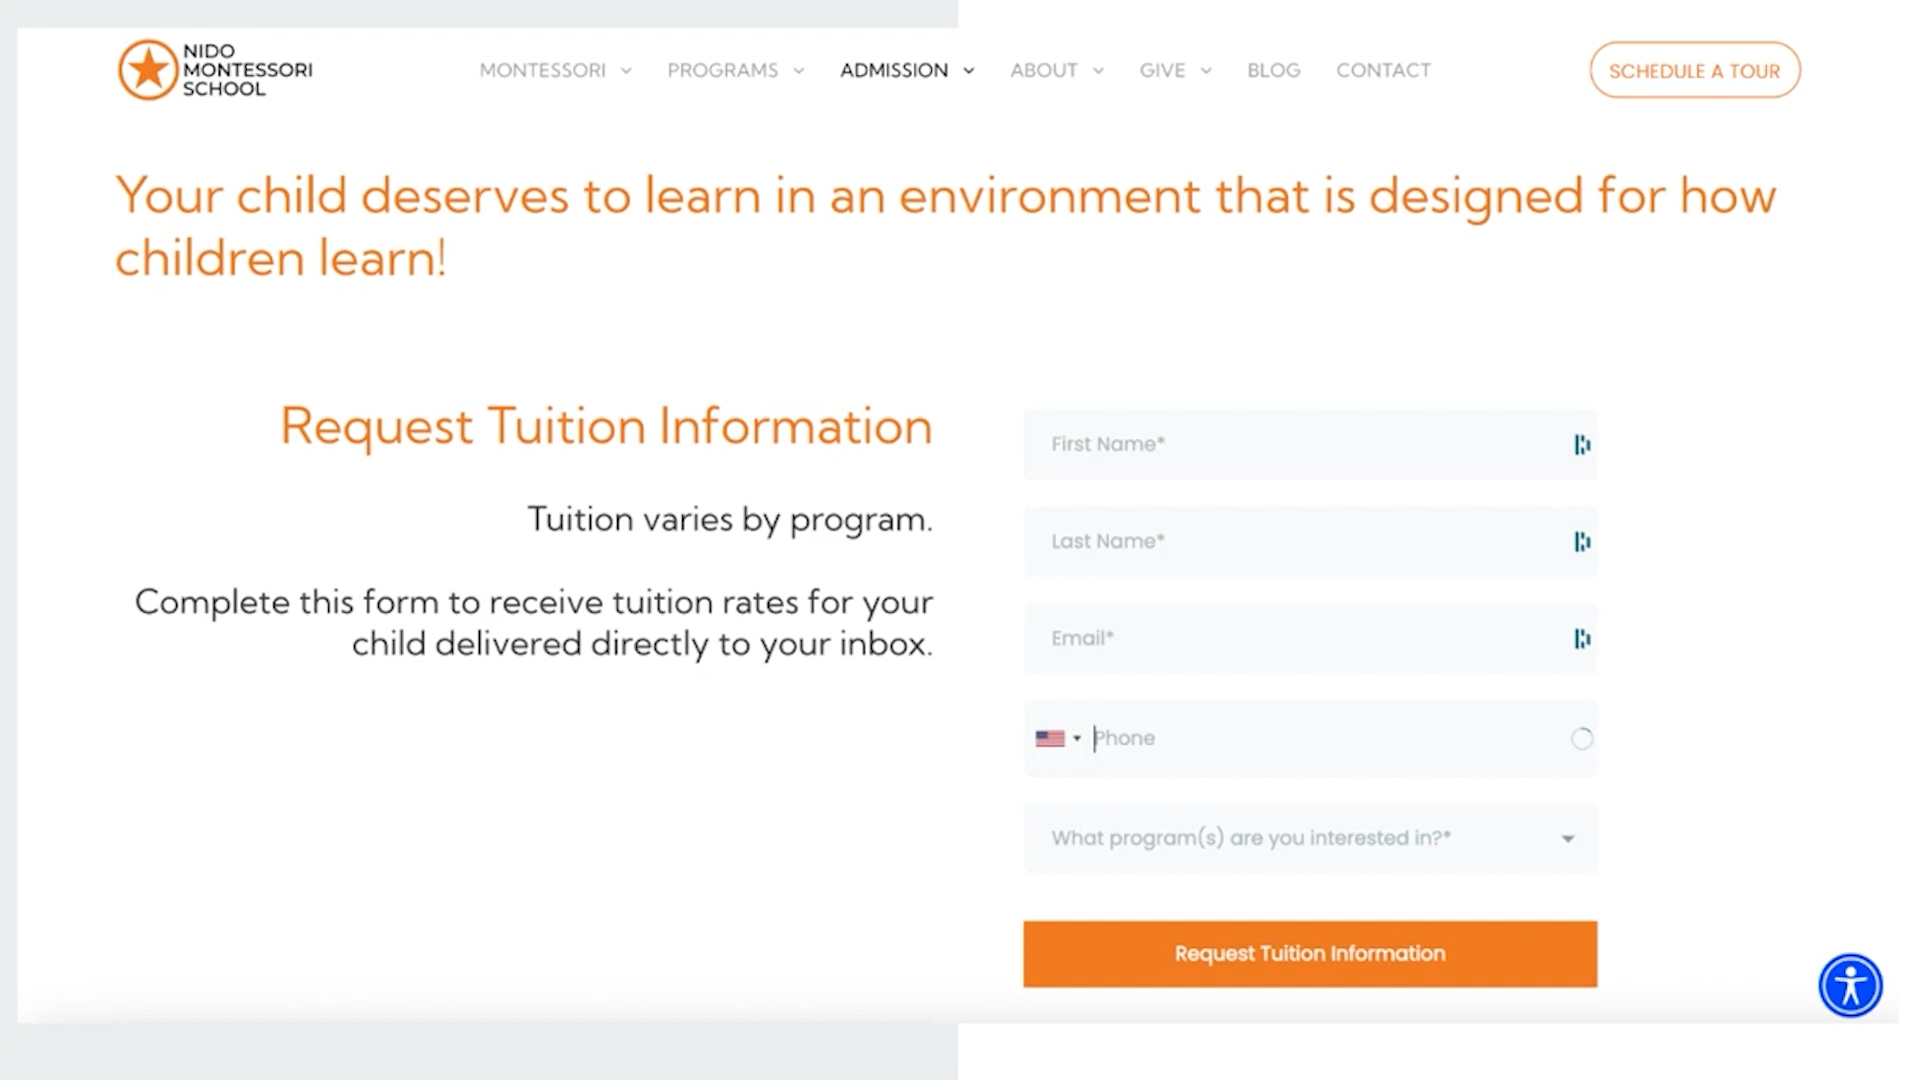 NIDO
MONTESSORI
SCHOOL
MONTESSORI
PROGRAMS
ADMISSION
ABOUT
GIVE
BLOG
CONTACT
SCHEDULE A TOUR
Your child deserves to learn in an environment that is designed for how
children learn!
Request Tuition Information
Tuition varies by program.
Complete this form to receive tuition rates for your
child delivered directly to your inbox.
First Name*
Last Name*
Email*
Phone
What program(s) are you interested in?*
Request Tuition Information